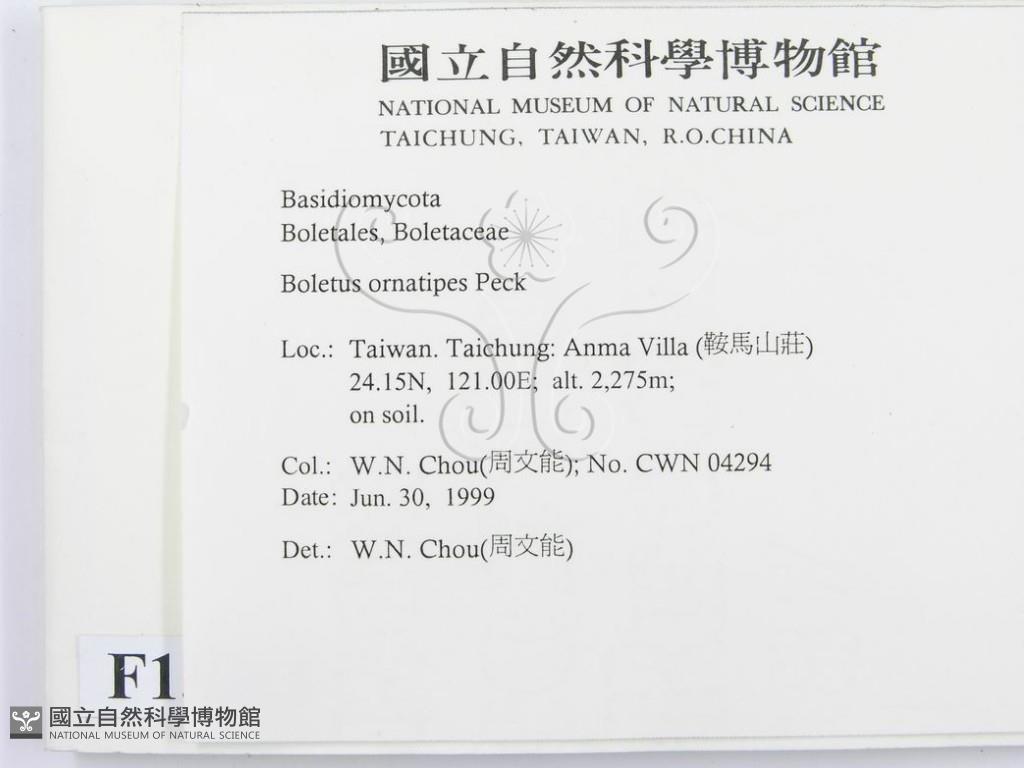 國立自然科學博物館
NATIONAL MUSEUM OF NATURAL SCIENCE
TAICHUNG, TAIWAN, R.O.CHINA
Basidiomycota
Boletales, Boletaceae
Boletus ornatipes Peck
Loc.: Taiwan. Taichung: Anma Villa (鞍馬山莊)
24.15N, 121.00E; alt. 2,275m;
on soil.
Col.: W.N. Chou(周文能); No. CWN 04294
Date: Jun. 30, 1999
Det.: W.N. Chou(周文能)
F1
國立自然科學博物館
NATIONAL MUSEUM OF NATURAL SCIENCE